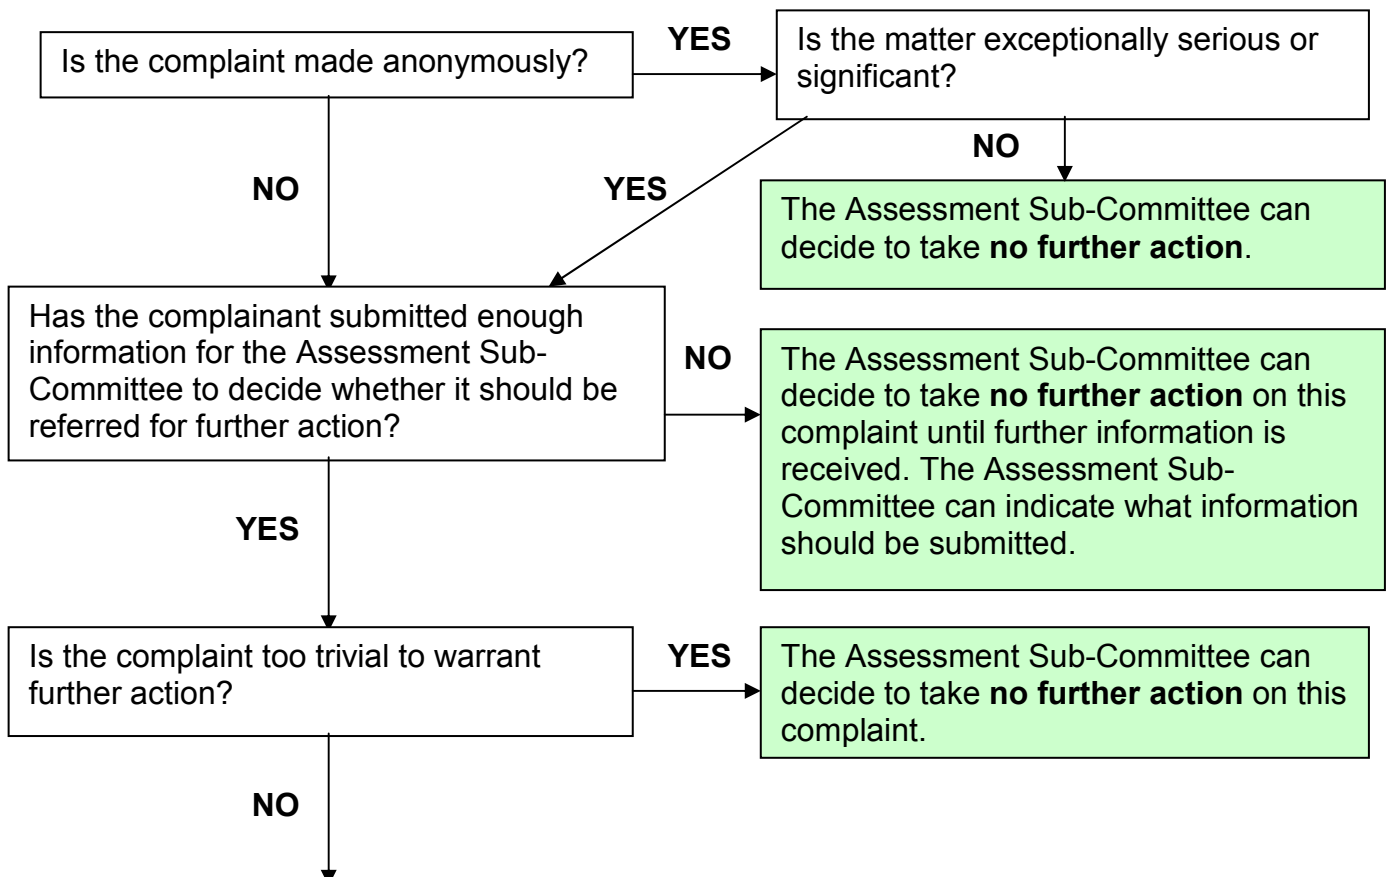 Is the complaint made anonymously?
YES
Is the matter exceptionally serious or
significant?
NO
YES
NO
The Assessment Sub-Committee can
decide to take no further action.
Has the complainant submitted enough
information for the Assessment Sub-
Committee to decide whether it should be
referred for further action?
NO
The Assessment Sub-Committee can
decide to take no further action on this
complaint until further information is
received. The Assessment Sub-
Committee can indicate what information
should be submitted.
YES
Is the complaint too trivial to warrant
further action?
YES
The Assessment Sub-Committee can
decide to take no further action on this
complaint.
NO